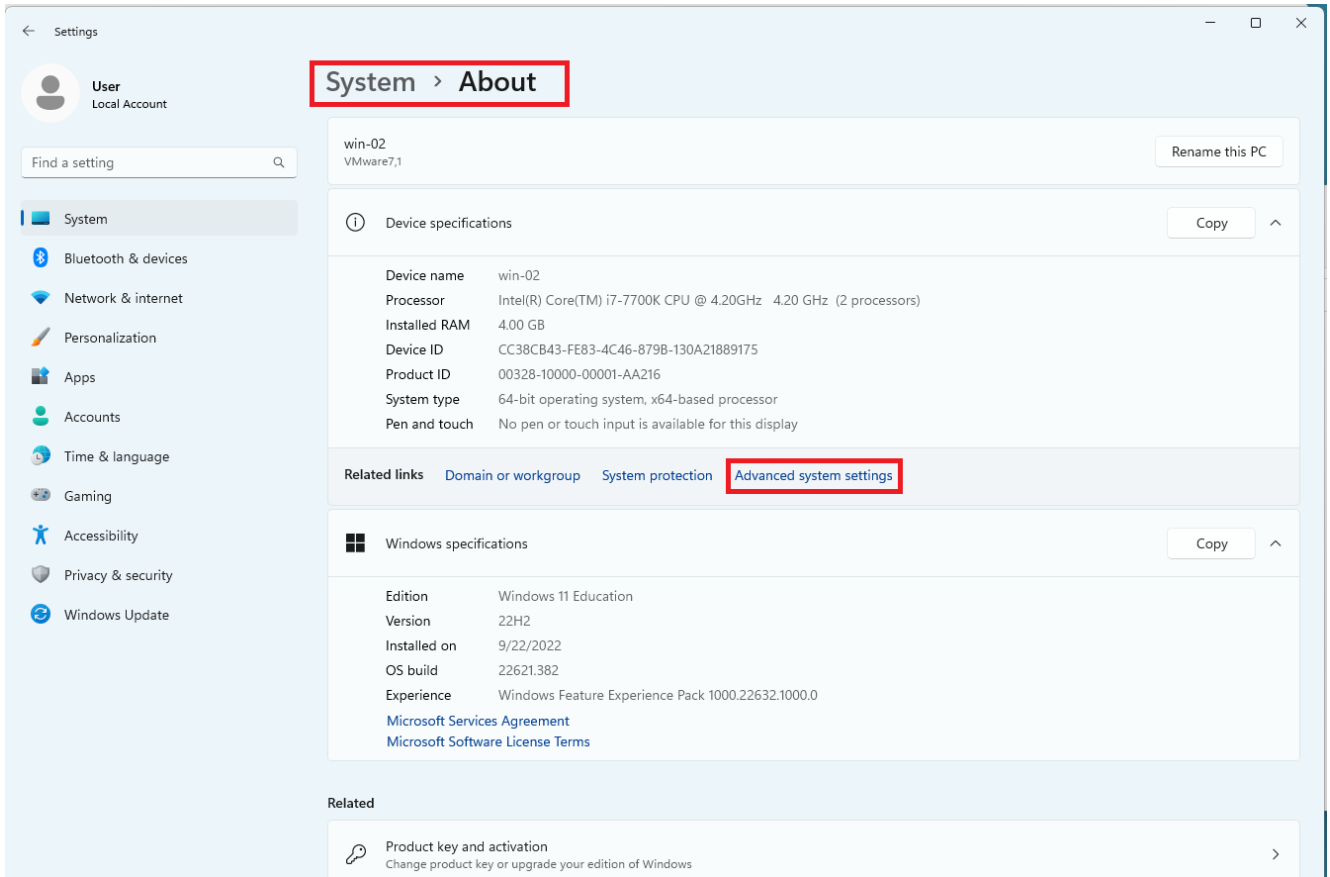 Settings
User
Local Account
Find a setting
System
Bluetooth & devices
Network & internet
Personalization
Apps
Accounts
Time & language
Gaming
Accessibility
Privacy & security
Windows Update
System > About
win-02
VMware7,1
Rename this PC
Device specifications
Copy
Device name win-02
Processor Intel(R) Core(TM) i7-7700K CPU @ 4.20GHz 4.20 GHz (2 processors)
Installed RAM 4.00 GB
Device ID CC38CB43-FE83-4C46-879B-130A21889175
Product ID 00328-10000-00001-AA216
System type 64-bit operating system, x64-based processor
Pen and touch No pen or touch input is available for this display
Related links Domain or workgroup System protection Advanced system settings
Windows specifications
Copy
Edition Windows 11 Education
Version 22H2
Installed on 9/22/2022
OS build 22621.382
Experience Windows Feature Experience Pack 1000.22632.1000.0
Microsoft Services Agreement
Microsoft Software License Terms
Related
Product key and activation
Change product key or upgrade your edition of Windows